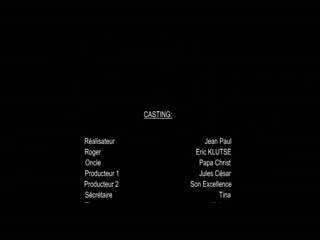 CASTING:
Réalisateur Jean Paul
Roger Eric KLUTSE
Oncle Papa Christ
Producteur 1 Jules César
Producteur 2 Son Excellence
Sécrétaire Tina